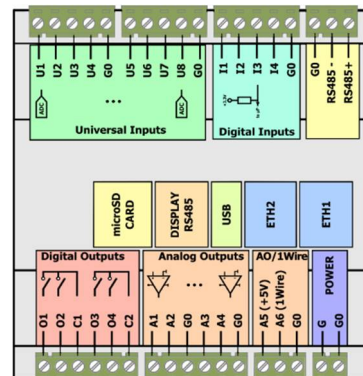 U1 U2 U3 U4 G0 U5 U6 U7 U8 G0
ADC ADC
Universal Inputs
I1 I2 I3 I4 G0
Digital Inputs
G0 RS485 - RS485+
microSD
CARD
DISPLAY
RS485
USB
ETH2
ETH1
Digital Outputs
O1 O2 C1 O3 O4 C2
Analog Outputs
A1 A2 G0 A3 A4 G0
AO/1Wire
A5 (+5V) A6 (1Wire) G0
POWER
G G0